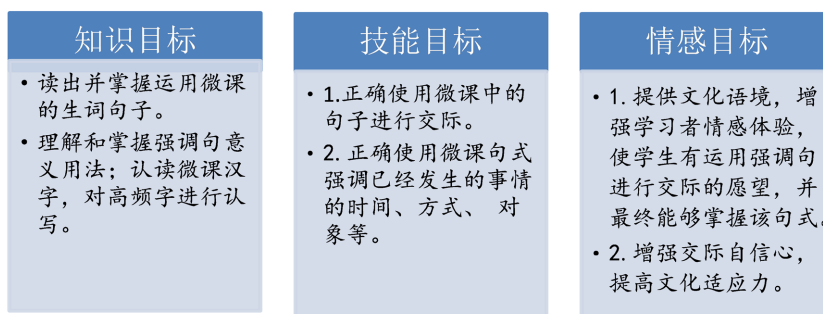 知识目标
• 读出并掌握运用微课
的生词句子。
• 理解和掌握强调句意
义用法；认读微课汉
字，对高频字进行认
写。
技能目标
• 1.正确使用微课中的
句子进行交际。
• 2. 正确使用微课句式
强调已经发生的事情
的时间、方式、 对
象等。
情感目标
• 1. 提供文化语境，增
强学习者情感体验，
使学生有运用强调句
进行交际的愿望，并
最终能够掌握该句式。
• 2. 增强交际自信心，
提高文化适应力。